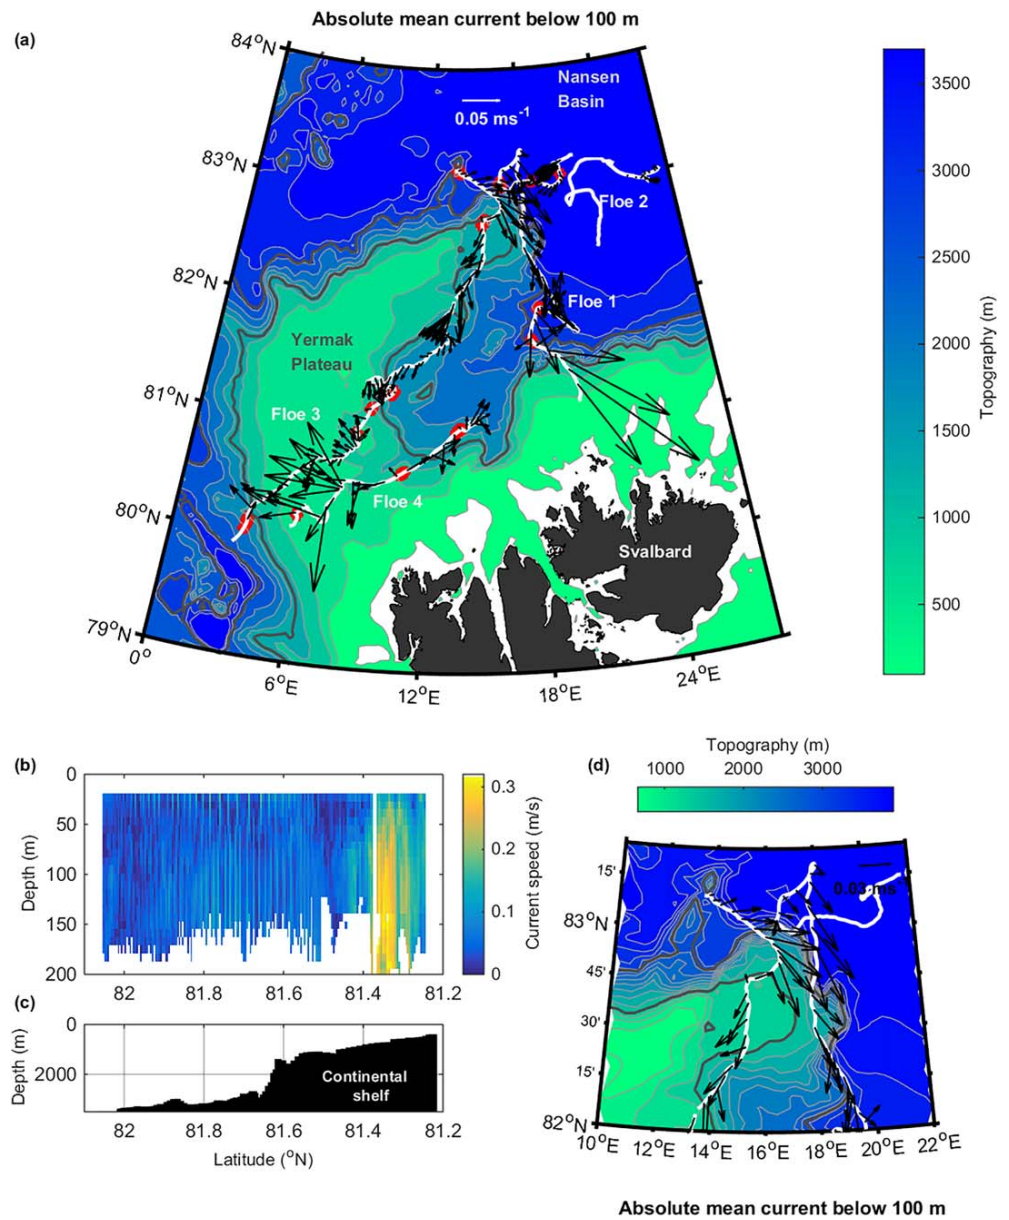 Absolute mean current below 100 m
(a)
84°N
83°N
82°N
81°N
80°N
79°N
0°
6°E
12°E
18°E
24°E
Nansen
Basin
0.05 ms-1
Floe 2
Floe 1
Yermak
Plateau
Floe 3
Floe 4
Svalbard
3500
3000
2500
2000
1500
1000
500
Topography (m)
(b)
0
50
100
150
200
Depth (m)
82
81.8
81.6
81.4
81.2
0.3
0.2
0.1
0
Current speed (m/s)
(c)
0
2000
Depth (m)
Continental
shelf
82
81.8
81.6
81.4
81.2
Latitude (°N)
(d)
Topography (m)
1000
2000
3000
0.03 ms
15'
83°N
45'
30'
15'
82°N
10°E
12°E
14°E
16°E
18°E
20°E
22°E
Absolute mean current below 100 m